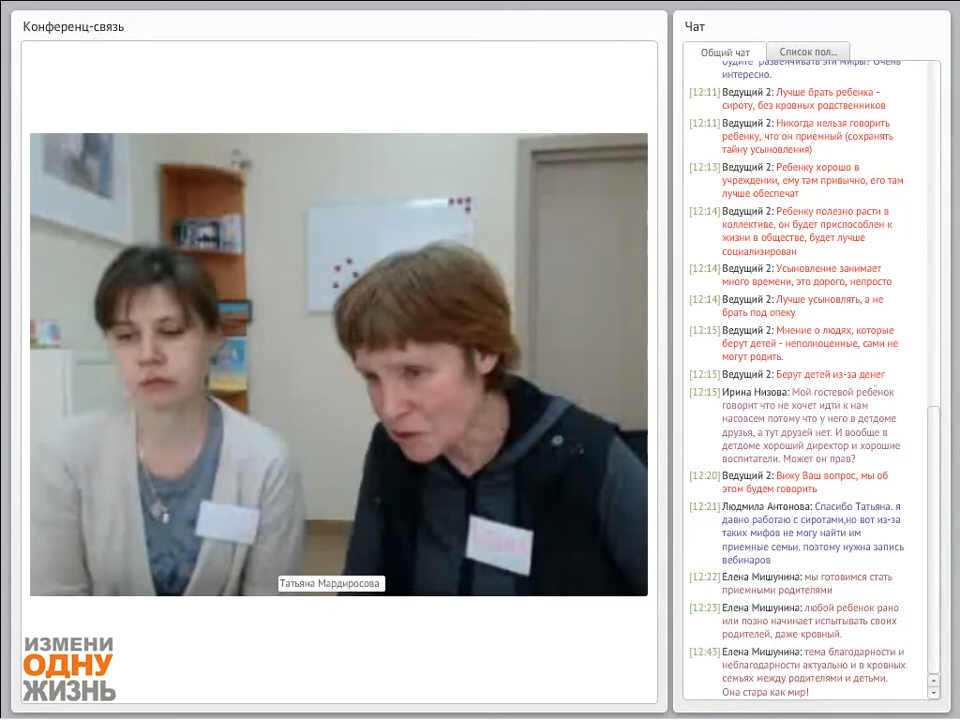 Конференц-связь
Татьяна Мардиросова
ИЗМЕНИ
ОДНУ
ЖИЗНЬ
Чат
Общий чат
Список пол...
будите развенчивать эти мифы? Очень
интересно.
[12:11] Ведущий 2: Лучше брать ребенка -
сироту, без кровных родственников
[12:11] Ведущий 2: Никогда нельзя говорить
ребенку, что он приемный (сохранять
тайну усыновления)
[12:13] Ведущий 2: Ребенку хорошо в
учреждении, ему там привычно, его там
лучше обеспечат
[12:14] Ведущий 2: Ребенку полезно расти в
коллективе, он будет приспособлен к
жизни в обществе, будет лучше
социализирован
[12:14] Ведущий 2: Усыновление занимает
много времени, это дорого, непросто
[12:14] Ведущий 2: Лучше усыновлять, а не
брать под опеку
[12:15] Ведущий 2: Мнение о людях, которые
берут детей - неполноценные, сами не
могут родить.
[12:15] Ведущий 2: Берут детей из-за денег
[12:15] Ирина Низова: Мой гостевой ребенок
говорит что не хочет идти к нам
насовсем потому что у него в детдоме
друзья, а тут друзей нет. И вообще в
детдоме хороший директор и хорошие
воспитатели. Может он прав?
[12:20] Ведущий 2: Вижу Ваш вопрос, мы об
этом будем говорить
[12:21] Людмила Антонова: Спасибо Татьяна. я
давно работаю с сиротами,но вот из-за
таких мифов не могу найти им
приемные семьи. поэтому нужна запись
вебинаров
[12:22] Елена Мишунина: мы готовимся стать
приемными родителями
[12:23] Елена Мишунина: любой ребенок рано
или поздно начинает испытывать своих
родителей, даже кровный.
[12:43] Елена Мишунина: тема благодарности и
неблагодарности актуально и в кровных
семьях между родителями и детьми.
Она стара как мир!